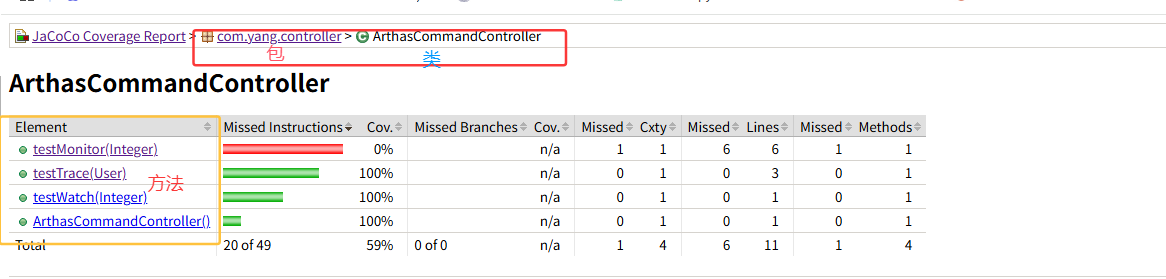 JaCoCo Coverage Report > com.yang.controller > ArthasCommandController
包 类
ArthasCommandController
Element Missed Instructions Cov. Missed Branches Cov. Missed Cxty Missed Lines Missed Methods
testMonitor(Integer) 0% n/a 1 1 6 6 1 1
testTrace(User) 100% n/a 0 1 0 3 0 1
方法
testWatch(Integer) 100% n/a 0 1 0 1 0 1
ArthasCommandController() 100% n/a 0 1 0 1 0 1
Total 20 of 49 59% 0 of 0 n/a 1 4 6 11 1 4